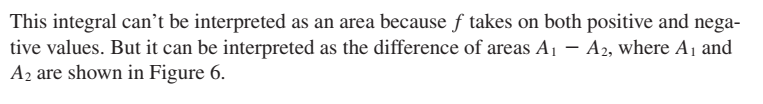 This integral can’t be interpreted as an area because f takes on both positive and nega-
tive values. But it can be interpreted as the difference of areas A₁ − A₂, where A₁ and
A₂ are shown in Figure 6.